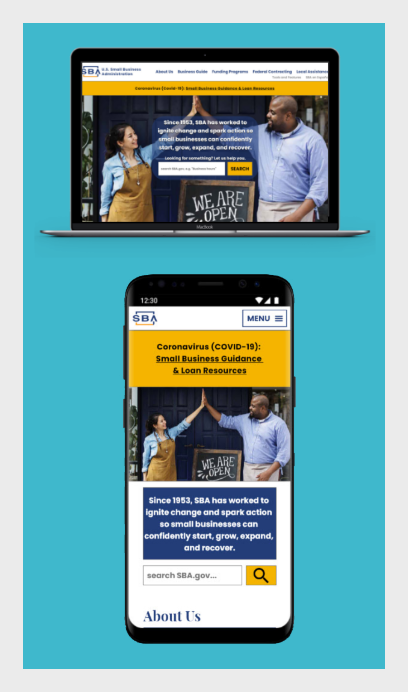 SBA
U.S. Small Business
Administration
About Us Business Guide Funding Programs Federal Contracting Local Assistance
Coronavirus (Covid-19): Small Business Guidance & Loan Resources
Since 1953, SBA has worked to
ignite change and spark action so
small businesses can confidently
start, grow, expand, and recover.
Looking for something? Let us help you.
search SBA.gov, e.g. "business loans"
SEARCH
WE ARE
OPEN
MacBook
12:30
SBA
MENU
Coronavirus (COVID-19):
Small Business Guidance
& Loan Resources
WE ARE
OPEN
Since 1953, SBA has worked to
ignite change and spark action
so small businesses can
confidently start, grow, expand,
and recover.
search SBA.gov...
About Us